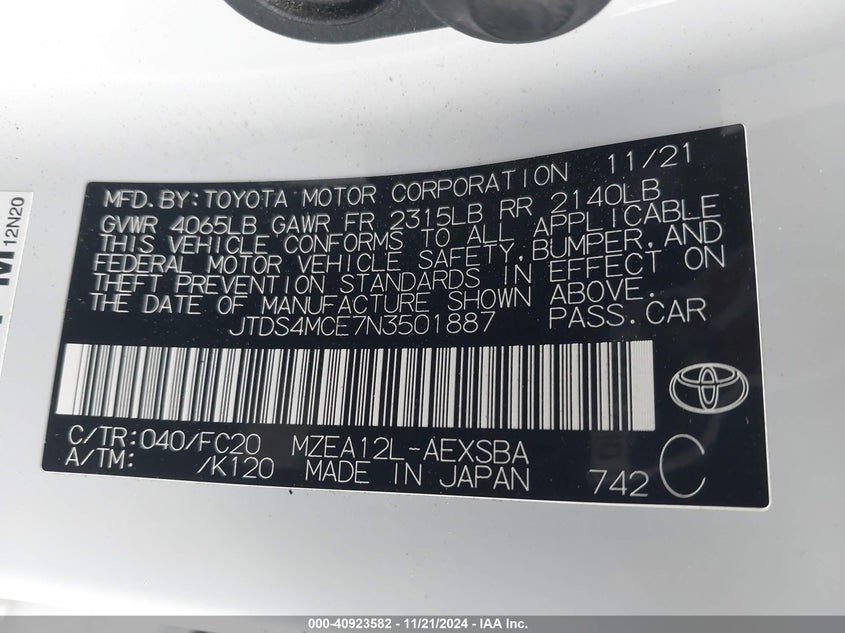 MFD. BY: TOYOTA MOTOR CORPORATION 11/21
GVWR 4065LB GAWR FR 2315LB RR 2140LB
THIS VEHICLE CONFORMS TO ALL APPLICABLE
FEDERAL MOTOR VEHICLE SAFETY, BUMPER, AND
THEFT PREVENTION STANDARDS IN EFFECT ON
THE DATE OF MANUFACTURE SHOWN ABOVE.
JTDS4MCE7N3501887 PASS. CAR
C/TR: 040/FC20 MZEA12L-AEXSBA
A/TM: /K120 MADE IN JAPAN 742 C
12N20
000-40923582 - 11/21/2024 - IAA Inc.